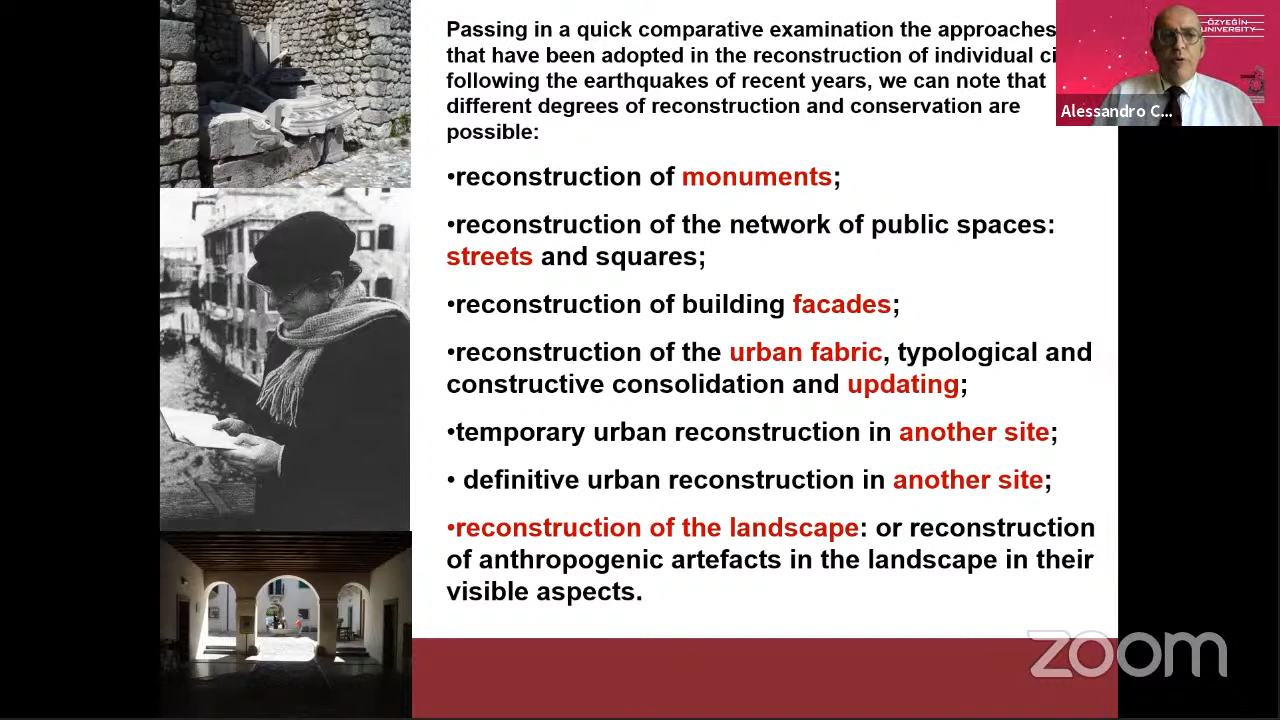 Passing in a quick comparative examination the approaches
that have been adopted in the reconstruction of individual ci
following the earthquakes of recent years, we can note that
different degrees of reconstruction and conservation are
possible:
•reconstruction of monuments;
•reconstruction of the network of public spaces:
streets and squares;
•reconstruction of building facades;
•reconstruction of the urban fabric, typological and
constructive consolidation and updating;
•temporary urban reconstruction in another site;
• definitive urban reconstruction in another site;
•reconstruction of the landscape: or reconstruction
of anthropogenic artefacts in the landscape in their
visible aspects.
ÖZYEĞİN
UNIVERSITY
Alessandro C...
zoom